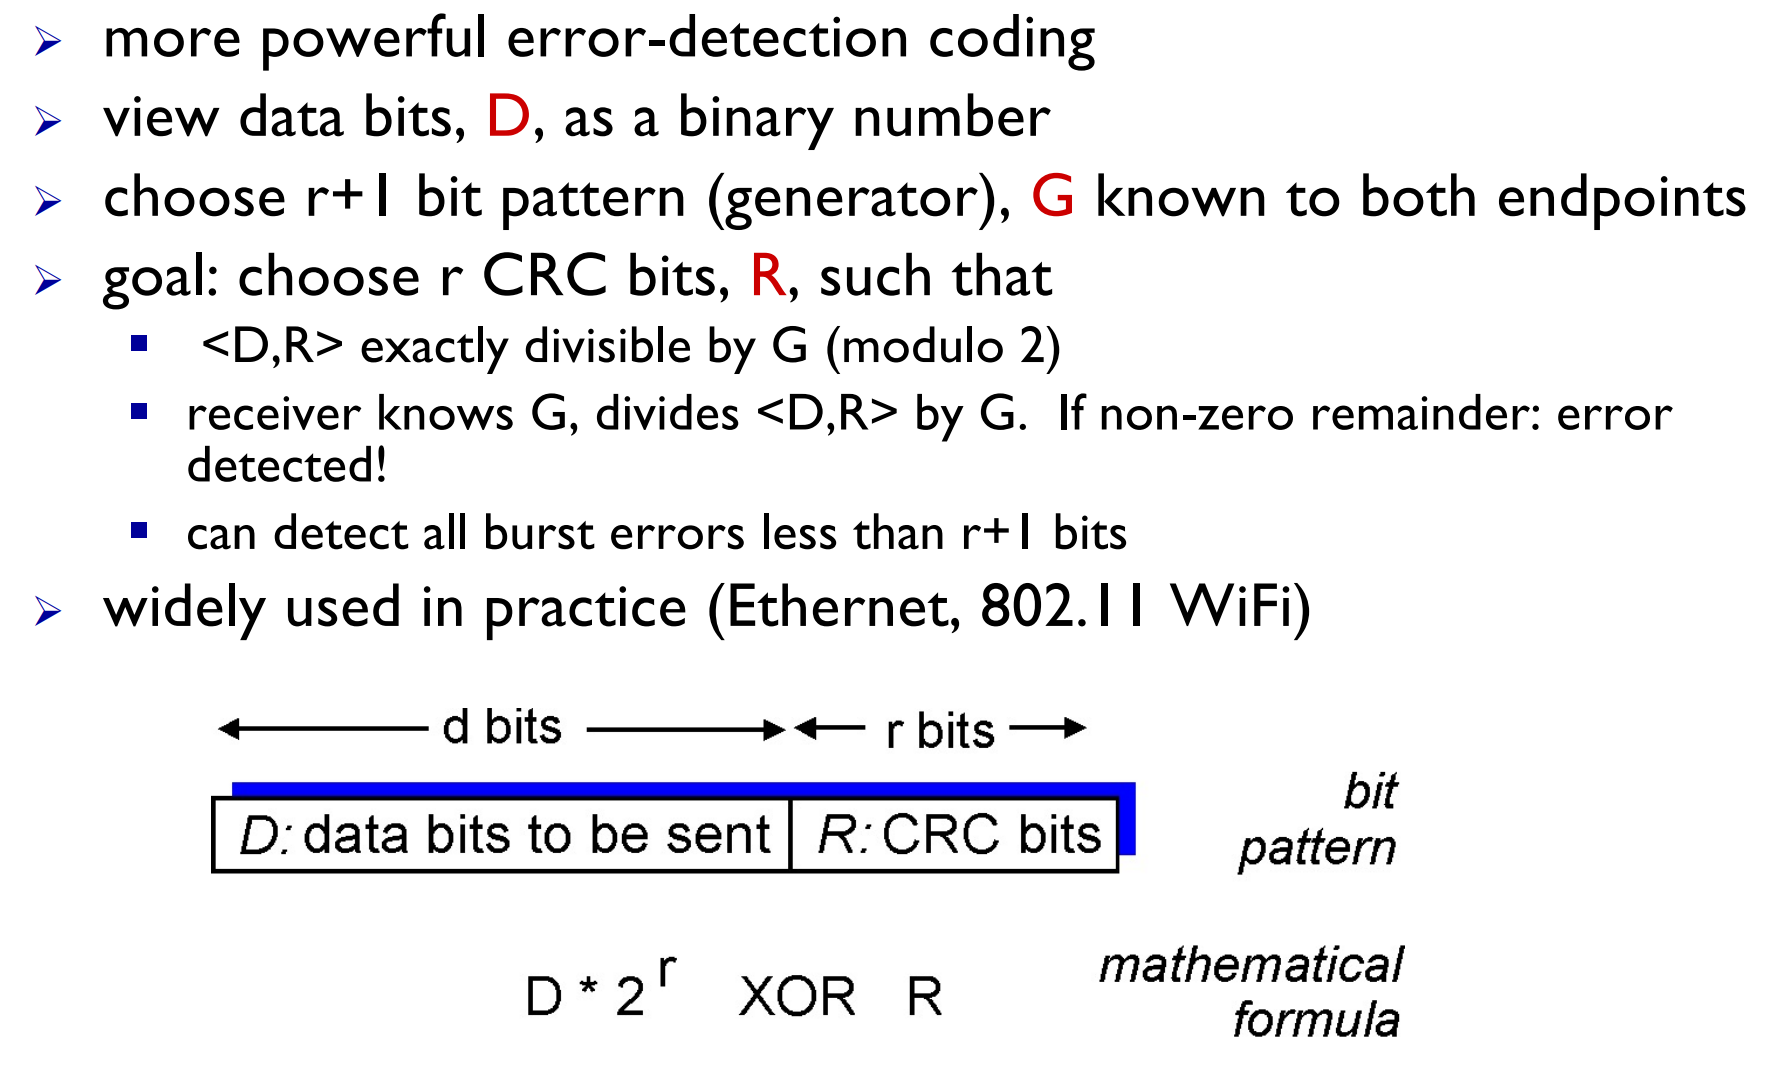 ➢ more powerful error-detection coding
➢ view data bits, D, as a binary number
➢ choose r+1 bit pattern (generator), G known to both endpoints
➢ goal: choose r CRC bits, R, such that
▪ <D,R> exactly divisible by G (modulo 2)
▪ receiver knows G, divides <D,R> by G. If non-zero remainder: error
detected!
▪ can detect all burst errors less than r+1 bits
➢ widely used in practice (Ethernet, 802.11 WiFi)
d bits r bits
D: data bits to be sent R: CRC bits
bit
pattern
D * 2^r XOR R
mathematical
formula